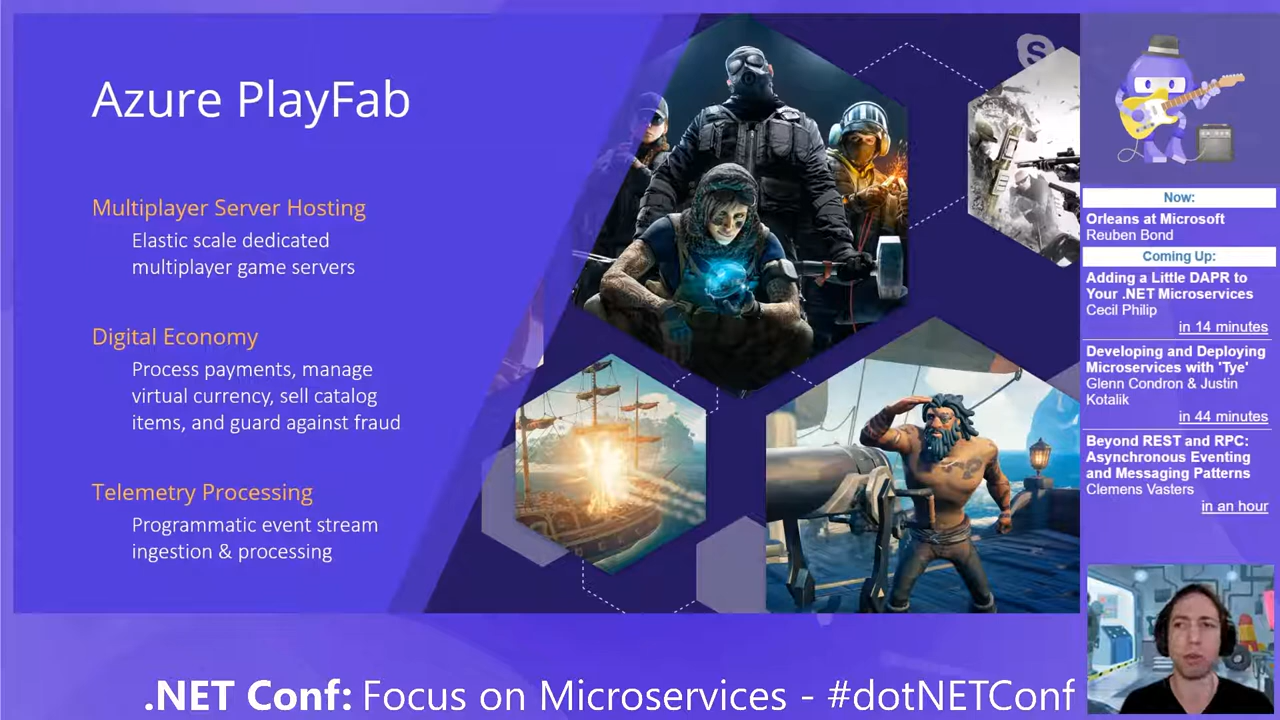 Azure PlayFab
Multiplayer Server Hosting
Elastic scale dedicated
multiplayer game servers
Digital Economy
Process payments, manage
virtual currency, sell catalog
items, and guard against fraud
Telemetry Processing
Programmatic event stream
ingestion & processing
S
Now:
Orleans at Microsoft
Reuben Bond
Coming Up:
Adding a Little DAPR to
Your .NET Microservices
Cecil Philip
in 14 minutes
Developing and Deploying
Microservices with 'Tye'
Glenn Condron & Justin
Kotalik
in 44 minutes
Beyond REST and RPC:
Asynchronous Eventing
and Messaging Patterns
Clemens Vasters
in an hour
.NET Conf: Focus on Microservices - #dotNETConf